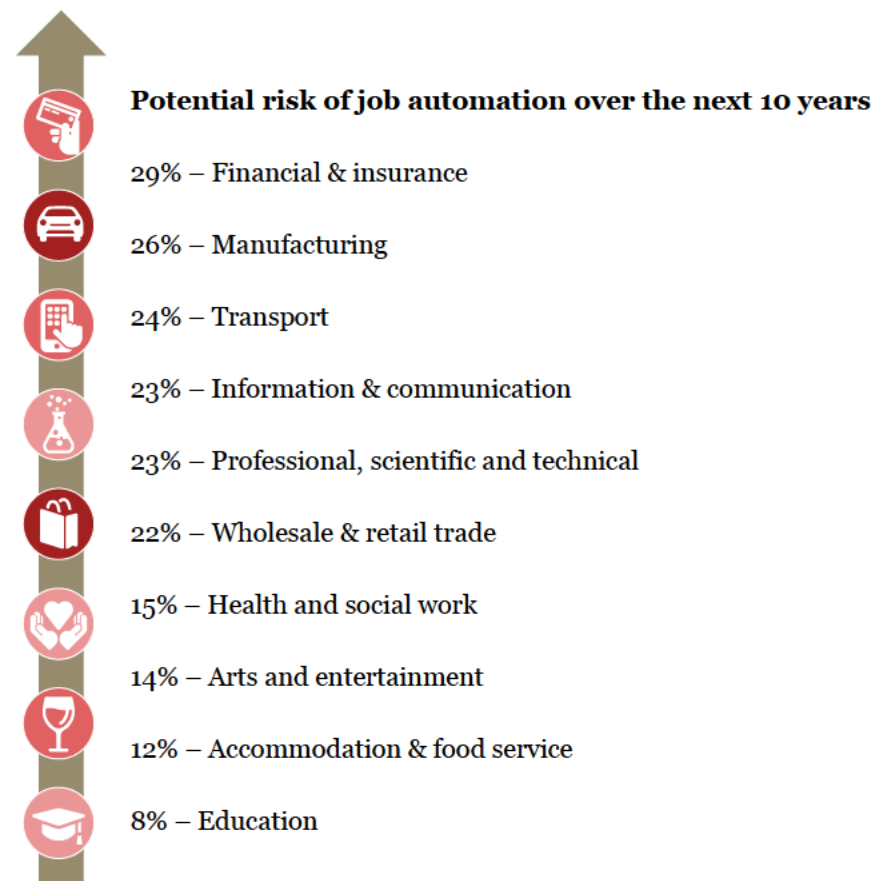 Potential risk of job automation over the next 10 years
29% – Financial & insurance
26% – Manufacturing
24% – Transport
23% – Information & communication
23% – Professional, scientific and technical
22% – Wholesale & retail trade
15% – Health and social work
14% – Arts and entertainment
12% – Accommodation & food service
8% – Education